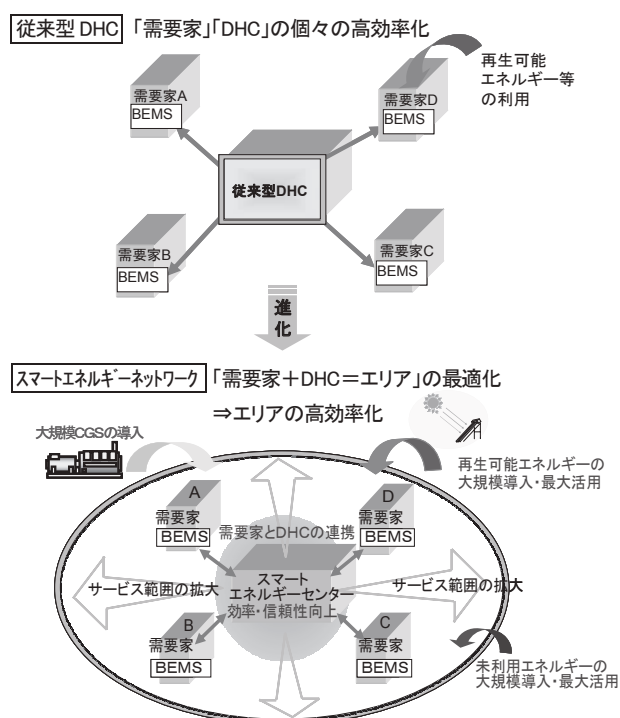 従来型DHC 「需要家」「DHC」の個々の高効率化
再生可能
エネルギー等
の利用
需要家A
BEMS
需要家D
BEMS
従来型DHC
需要家B
BEMS
需要家C
BEMS
進
化
スマートエネルギーネットワーク 「需要家+DHC=エリア」の最適化
⇒エリアの高効率化
大規模CGSの導入
再生可能エネルギーの
大規模導入・最大活用
A
需要家
BEMS
D
需要家
BEMS
需要家とDHCの連携
サービス範囲の拡大
スマート
エネルギーセンター
効率・信頼性向上
サービス範囲の拡大
B
需要家
BEMS
C
需要家
BEMS
未利用エネルギーの
大規模導入・最大活用